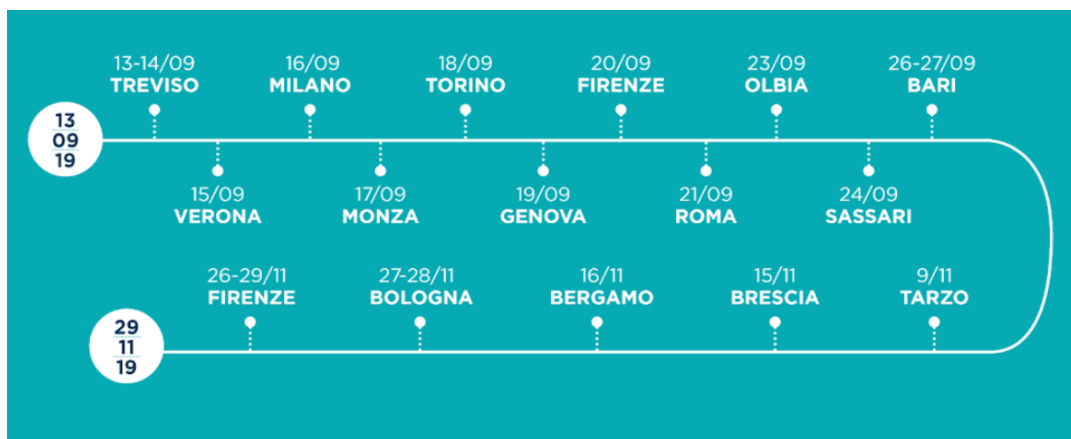 13-14/09
TREVISO
16/09
MILANO
18/09
TORINO
20/09
FIRENZE
23/09
OLBIA
26-27/09
BARI
13
09
19
15/09
VERONA
17/09
MONZA
19/09
GENOVA
21/09
ROMA
24/09
SASSARI
26-29/11
FIRENZE
27-28/11
BOLOGNA
16/11
BERGAMO
15/11
BRESCIA
9/11
TARZO
29
11
19